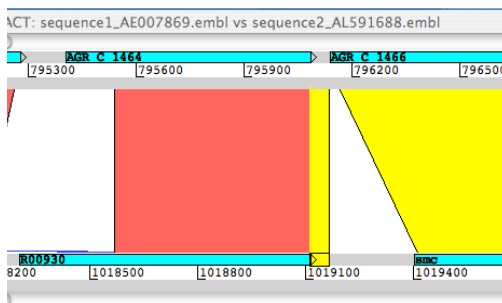 ACT: sequence1_AE007869.embl vs sequence2_AL591688.embl
AGR C 1464 AGR C 1466
795300 795600 795900 796200 796500
R00930 smc
8200 1018500 1018800 1019100 1019400